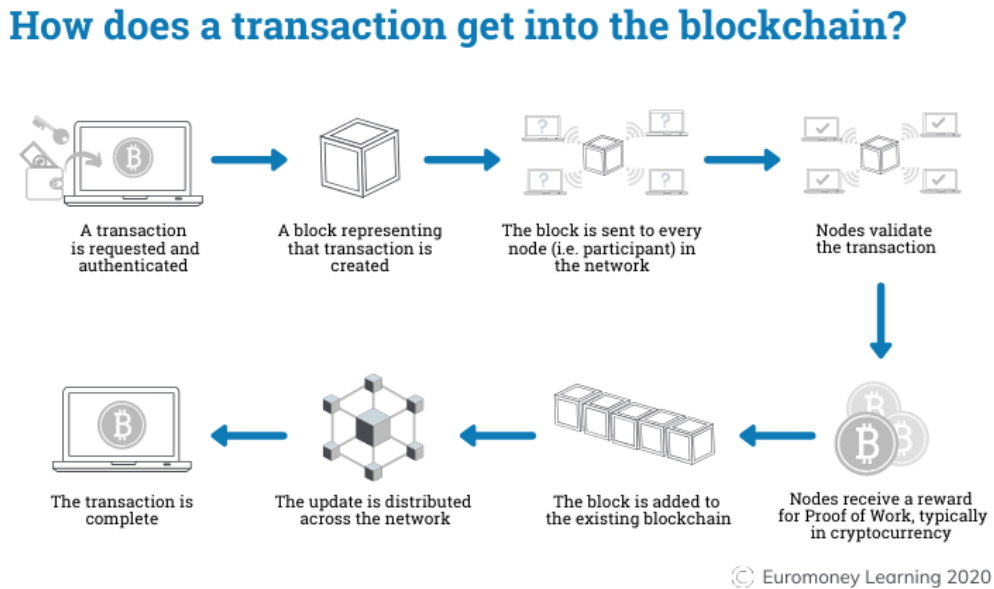 How does a transaction get into the blockchain?
A transaction
is requested and
authenticated
A block representing
that transaction is
created
The block is sent to every
node (i.e. participant) in
the network
Nodes validate
the transaction
Nodes receive a reward
for Proof of Work, typically
in cryptocurrency
The block is added to
the existing blockchain
The update is distributed
across the network
The transaction is
complete
© Euromoney Learning 2020